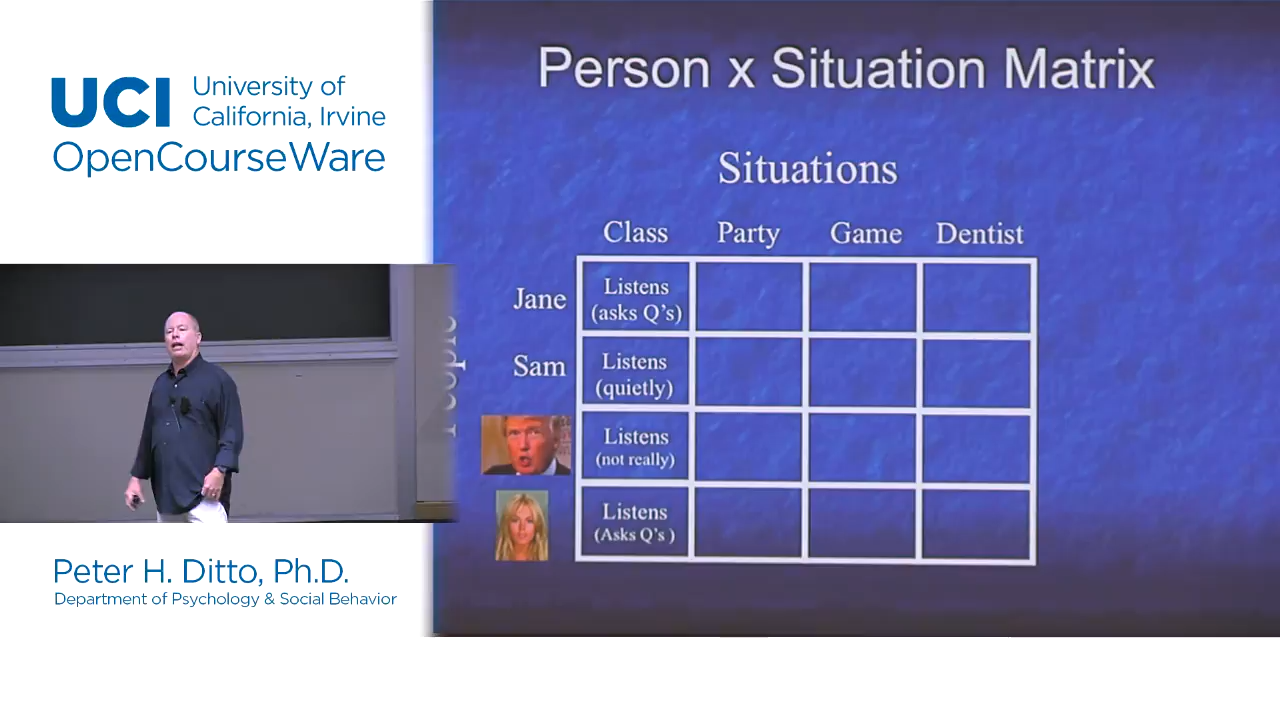 UCI University of
California, Irvine
OpenCourseWare
Person x Situation Matrix
Situations
Class Party Game Dentist
People
Jane Listens
(asks Q's)
Sam Listens
(quietly)
Listens
(not really)
Listens
(Asks Q's )
Peter H. Ditto, Ph.D.
Department of Psychology & Social Behavior